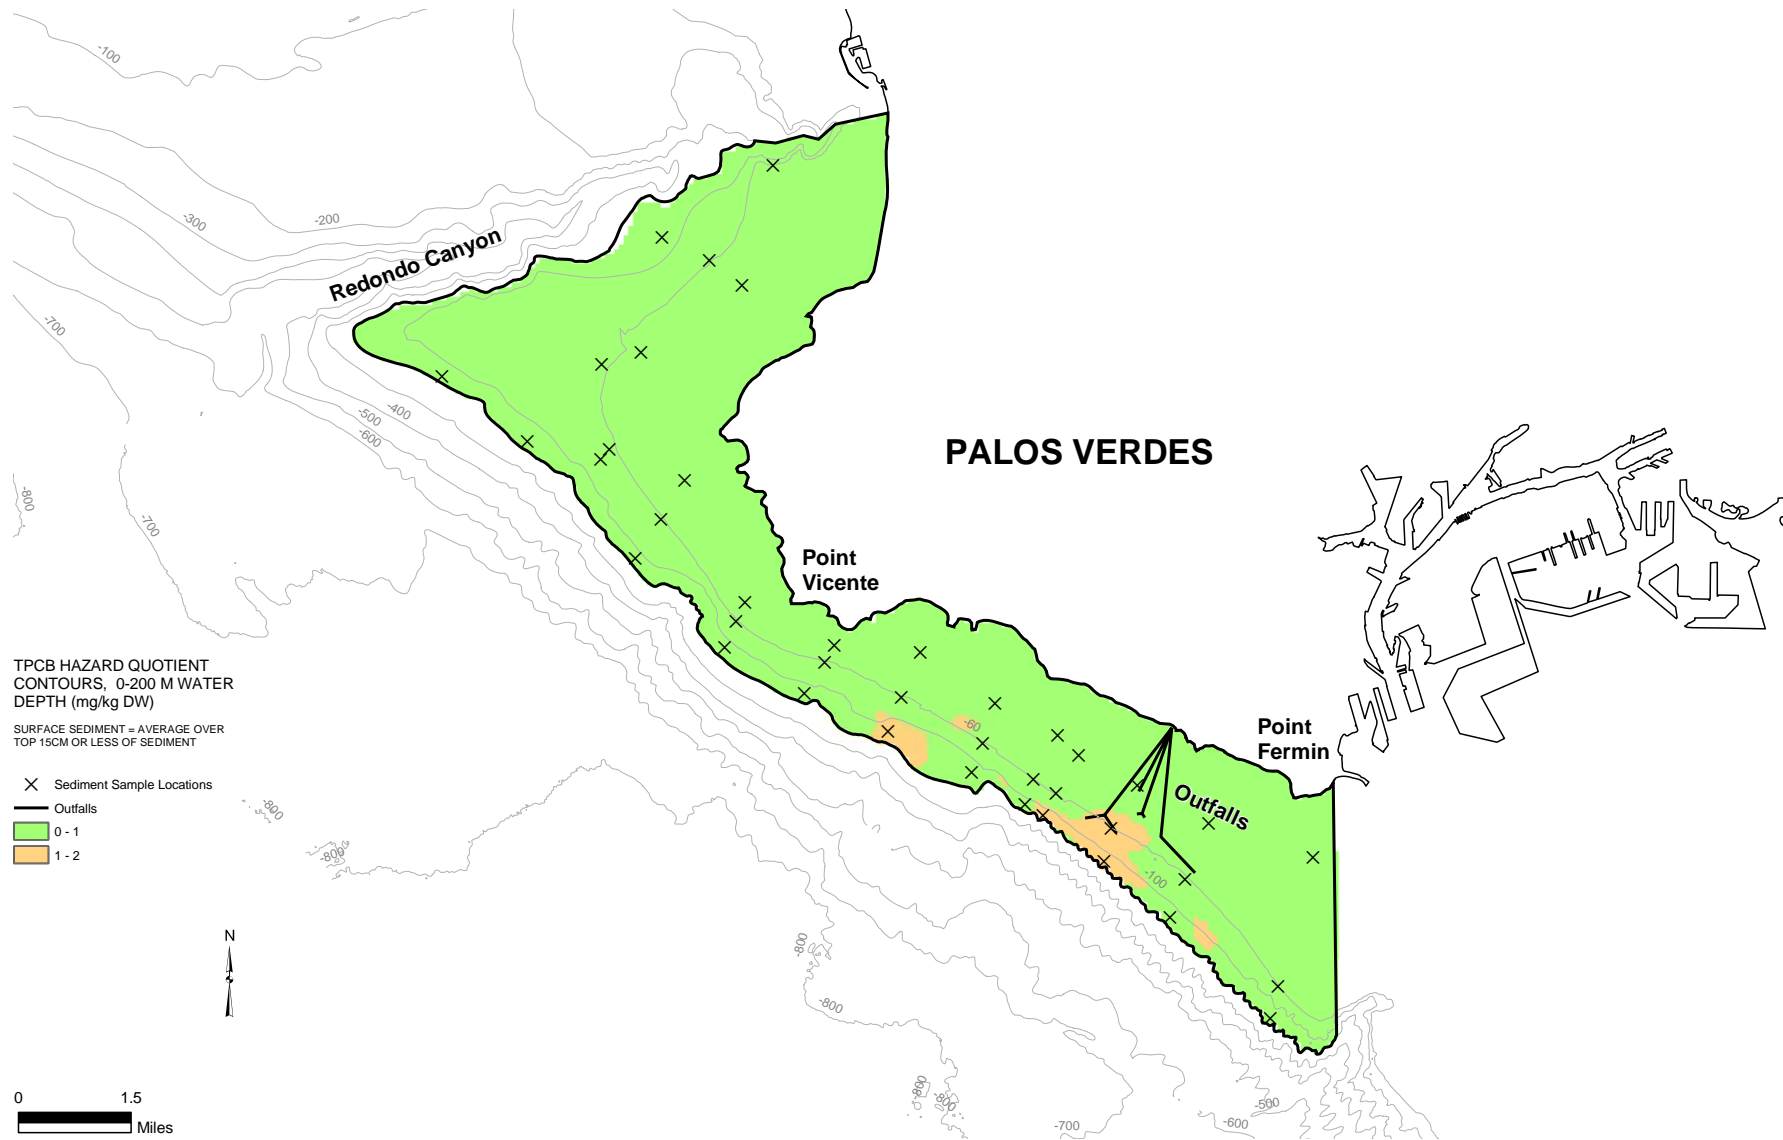 -100
-200
-300
Redondo Canyon
-700
-400
-500
-600
PALOS VERDES
-800
-700
Point
Vicente
TPCB HAZARD QUOTIENT
CONTOURS,  0-200 M WATER
DEPTH (mg/kg DW)
SURFACE SEDIMENT = AVERAGE OVER
TOP 15CM OR LESS OF SEDIMENT
Sediment Sample Locations
Outfalls
0 - 1
1 - 2
-60
Point
Fermin
Outfalls
-800
-800
-100
N
-800
-800
-800
-800
0 1.5
Miles
-500
-600
-700